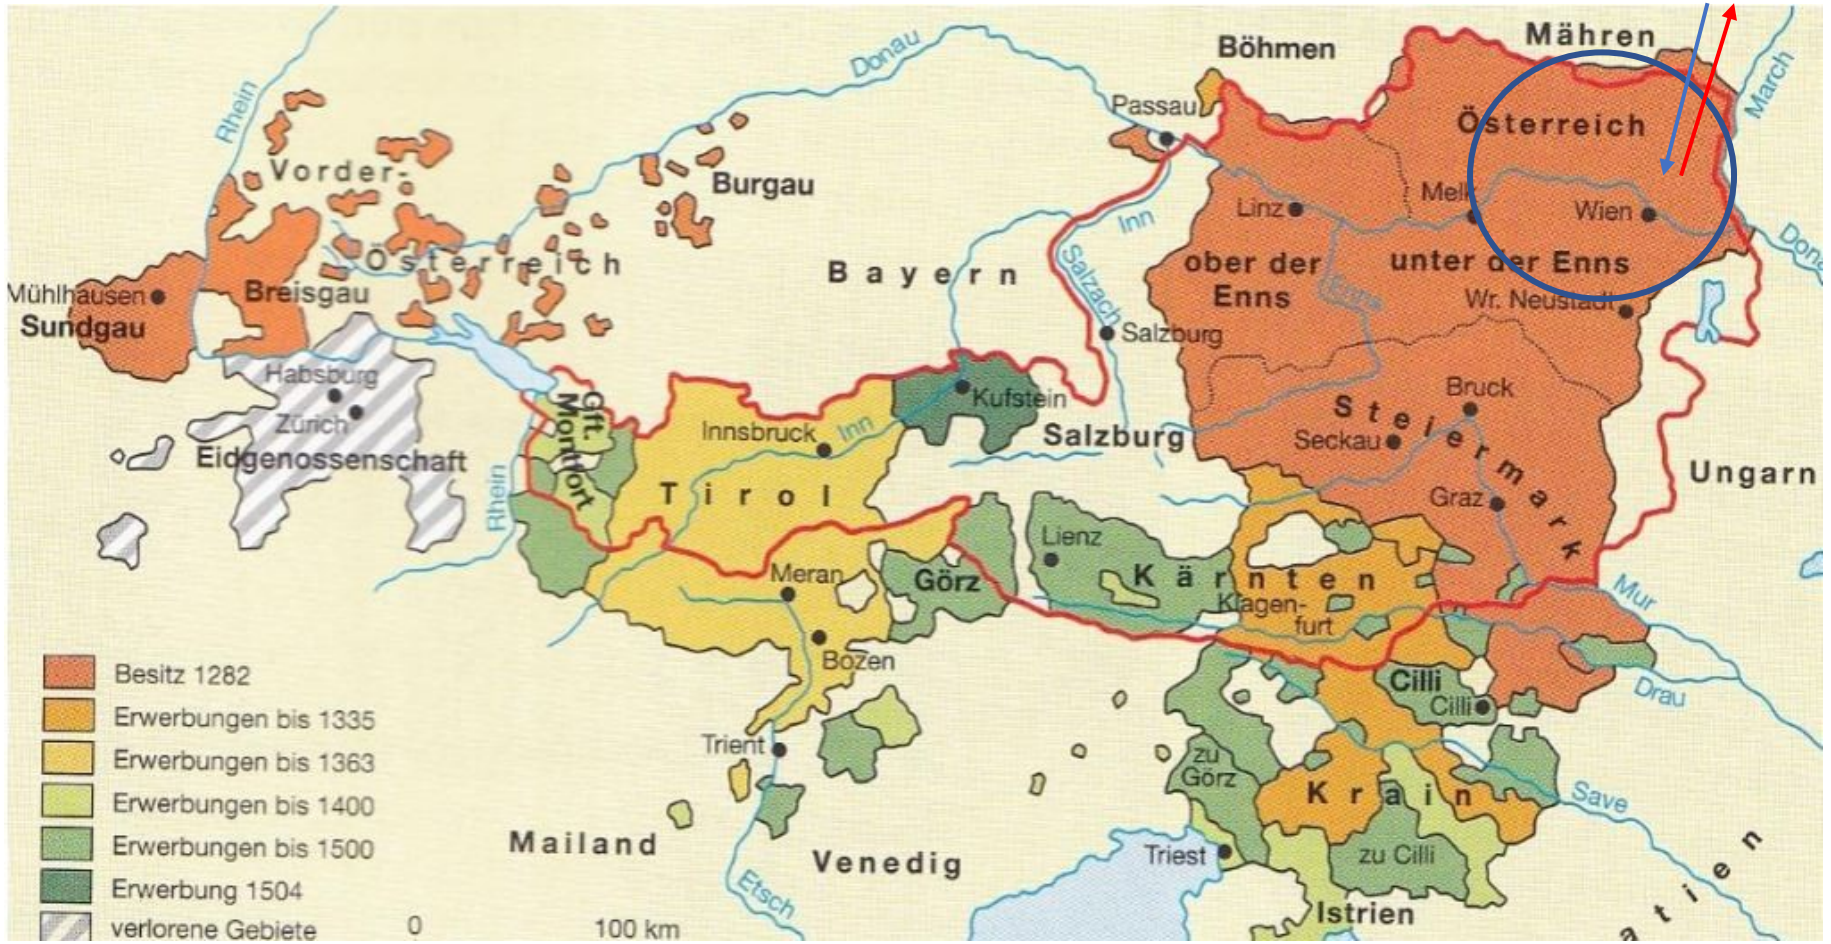 Mähren
Böhmen
Donau
Rhein
March
Passau
Österreich
Vorder-
Burgau
Melk
Linz
Wien
Inn
Donau
Österreich
Bayern
Salzach
ober der
Enns
unter der Enns
Enns
Mühlhausen
Breisgau
Sundgau
Wr. Neustadt
Salzburg
Habsburg
Zürich
Gft.
Montfort
Kufstein
Bruck
Steiermark
Innsbruck
Inn
Salzburg
Seckau
Eidgenossenschaft
Ungarn
Rhein
Tirol
Graz
Lienz
Meran
Görz
Kärnten
Klagen-
furt
Mur
Bozen
Cilli
Cilli
Drau
Besitz 1282
Erwerbungen bis 1335
Erwerbungen bis 1363
Erwerbungen bis 1400
Erwerbungen bis 1500
Erwerbung 1504
verlorene Gebiete
0
100 km
Trient
zu
Görz
Krain
Save
Mailand
Venedig
Triest
zu Cilli
Etsch
Istrien